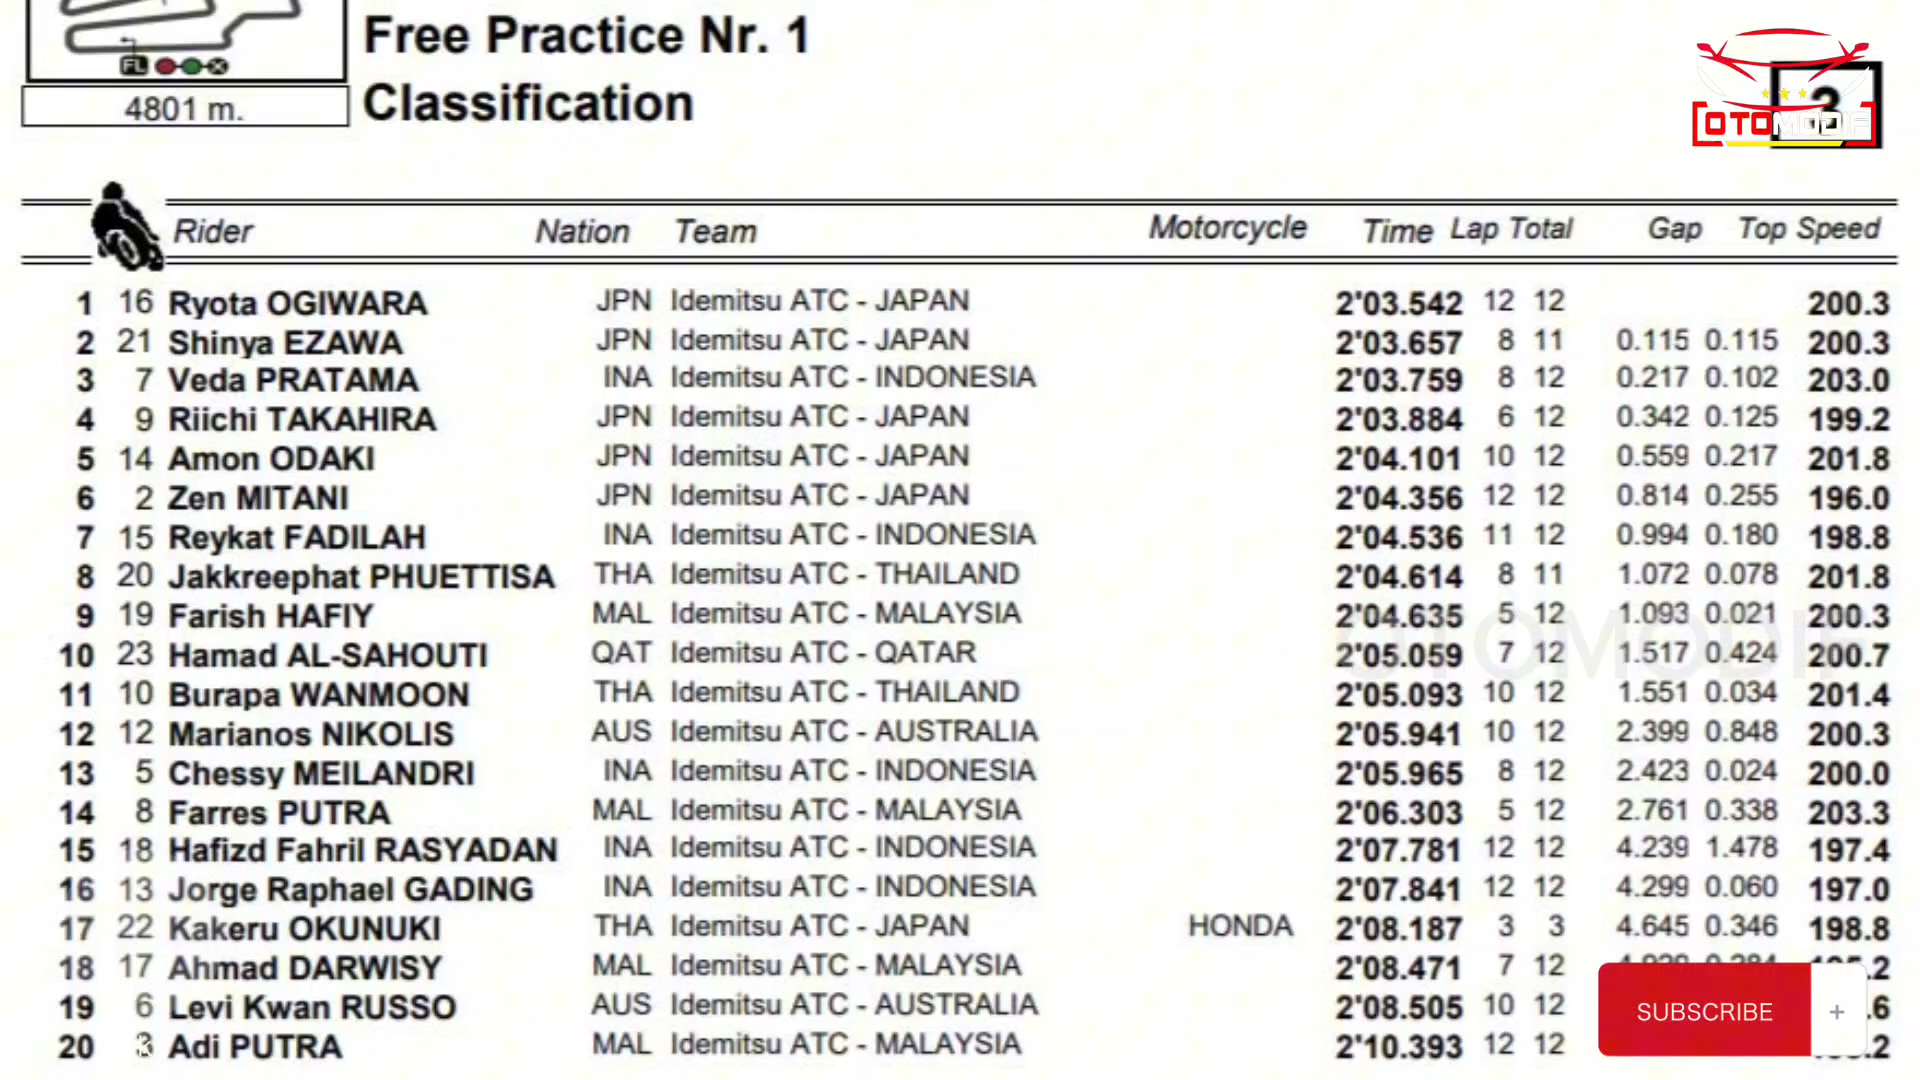 Free Practice Nr. 1
FL
4801 m.
Classification
3
OTOMODIF
Rider Nation Team Motorcycle Time Lap Total Gap Top Speed
1 16 Ryota OGIWARA JPN Idemitsu ATC - JAPAN 2'03.542 12 12 200.3
2 21 Shinya EZAWA JPN Idemitsu ATC - JAPAN 2'03.657 8 11 0.115 0.115 200.3
3 7 Veda PRATAMA INA Idemitsu ATC - INDONESIA 2'03.759 8 12 0.217 0.102 203.0
4 9 Riichi TAKAHIRA JPN Idemitsu ATC - JAPAN 2'03.884 6 12 0.342 0.125 199.2
5 14 Amon ODAKI JPN Idemitsu ATC - JAPAN 2'04.101 10 12 0.559 0.217 201.8
6 2 Zen MITANI JPN Idemitsu ATC - JAPAN 2'04.356 12 12 0.814 0.255 196.0
7 15 Reykat FADILAH INA Idemitsu ATC - INDONESIA 2'04.536 11 12 0.994 0.180 198.8
8 20 Jakkreephat PHUETTISA THA Idemitsu ATC - THAILAND 2'04.614 8 11 1.072 0.078 201.8
9 19 Farish HAFIY MAL Idemitsu ATC - MALAYSIA 2'04.635 5 12 1.093 0.021 200.3
OTOMODIF
10 23 Hamad AL-SAHOUTI QAT Idemitsu ATC - QATAR 2'05.059 7 12 1.517 0.424 200.7
11 10 Burapa WANMOON THA Idemitsu ATC - THAILAND 2'05.093 10 12 1.551 0.034 201.4
12 12 Marianos NIKOLIS AUS Idemitsu ATC - AUSTRALIA 2'05.941 10 12 2.399 0.848 200.3
13 5 Chessy MEILANDRI INA Idemitsu ATC - INDONESIA 2'05.965 8 12 2.423 0.024 200.0
14 8 Farres PUTRA MAL Idemitsu ATC - MALAYSIA 2'06.303 5 12 2.761 0.338 203.3
15 18 Hafizd Fahril RASYADAN INA Idemitsu ATC - INDONESIA 2'07.781 12 12 4.239 1.478 197.4
16 13 Jorge Raphael GADING INA Idemitsu ATC - INDONESIA 2'07.841 12 12 4.299 0.060 197.0
17 22 Kakeru OKUNUKI THA Idemitsu ATC - JAPAN HONDA 2'08.187 3 3 4.645 0.346 198.8
18 17 Ahmad DARWISY MAL Idemitsu ATC - MALAYSIA 2'08.471 7 12
19 6 Levi Kwan RUSSO AUS Idemitsu ATC - AUSTRALIA 2'08.505 10 12
SUBSCRIBE +
20 Adi PUTRA MAL Idemitsu ATC - MALAYSIA 2'10.393 12 12